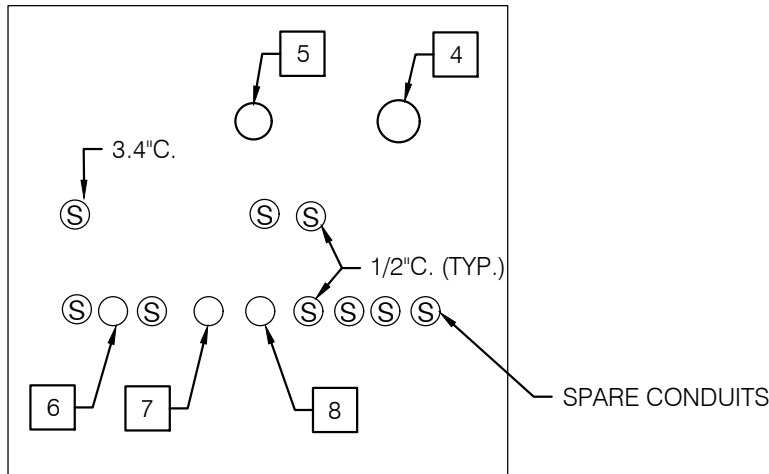 5
4
3.4"C.
S S S
1/2"C. (TYP.)
S S S S S S
6
7
8
SPARE CONDUITS